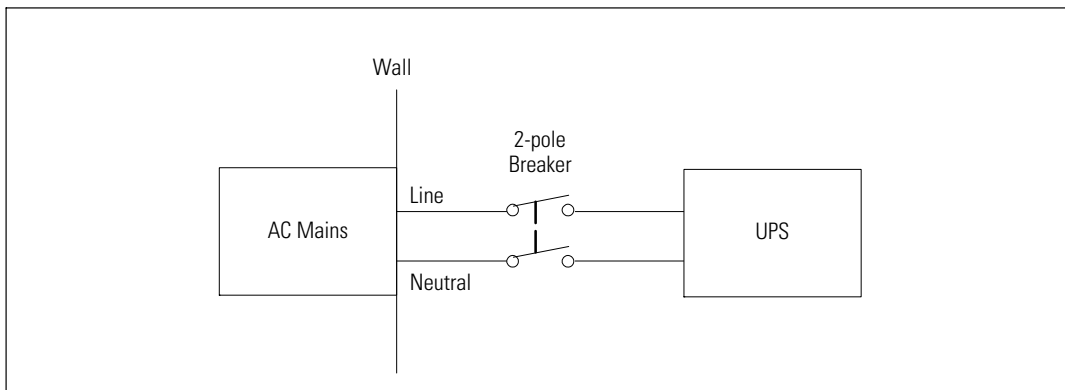 Wall
2-pole
Breaker
Line
AC Mains
UPS
Neutral